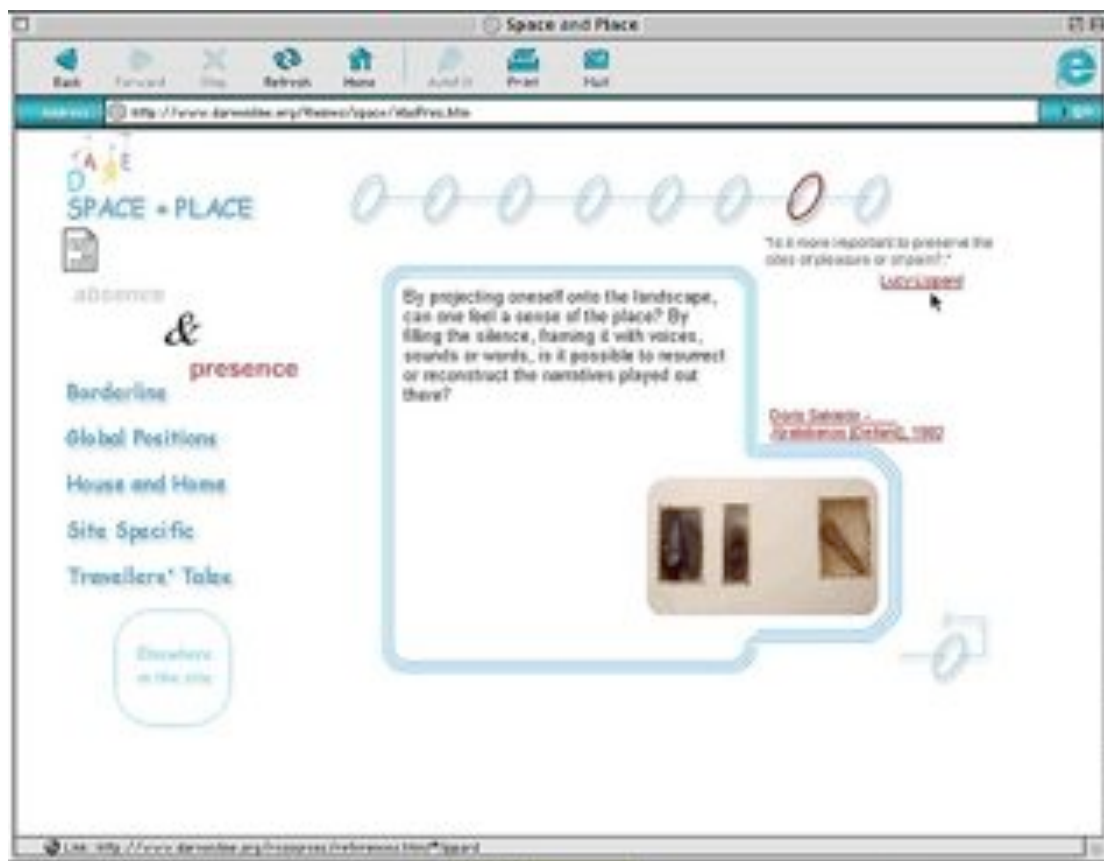 Space and Place
Back
Forward
Stop
Refresh
Home
AutoFill
Print
Mail
DARE
SPACE + PLACE
absence
&
presence
Borderline
Global Positions
House and Home
Site Specific
Travellers' Tales
Elsewhere
in the site
"Is it more important to preserve the
sites of pleasure or of pain?."
Lucy Lippard
By projecting oneself onto the landscape,
can one feel a sense of the place? By
filling the silence, framing it with voices,
sounds or words, is it possible to resurrect
or reconstruct the narratives played out
there?
Doris Salcedo -
1992